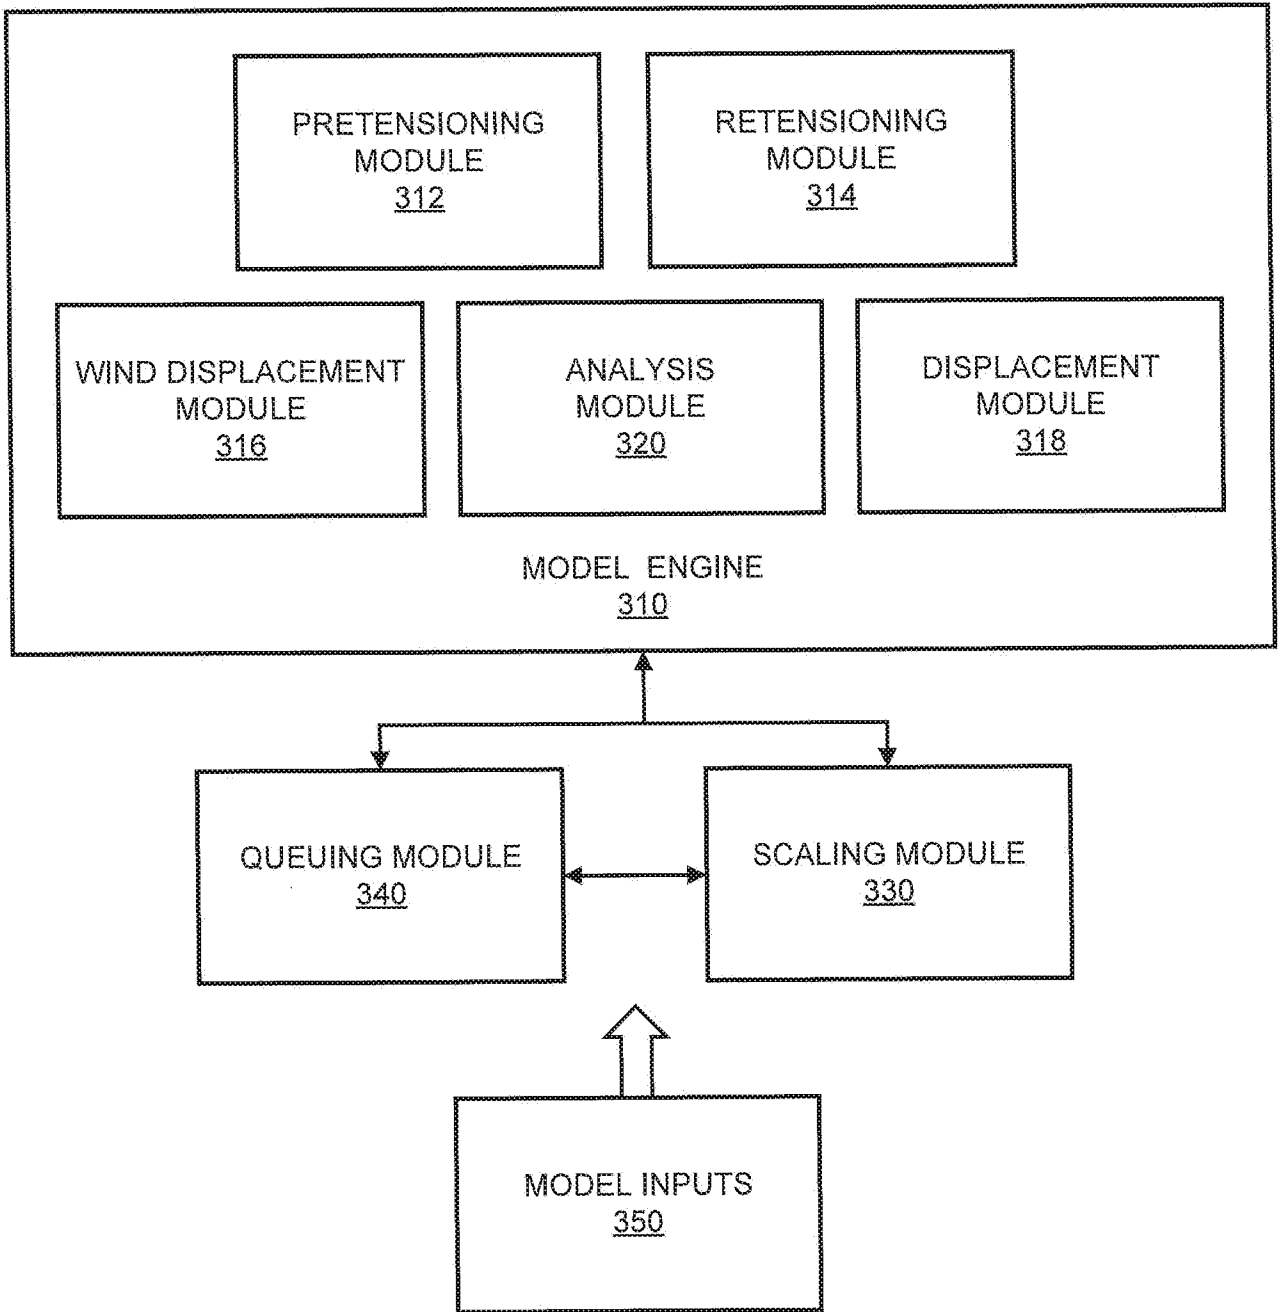 PRETENSIONING
MODULE
312
RETENSIONING
MODULE
314
WIND DISPLACEMENT
MODULE
316
ANALYSIS
MODULE
320
DISPLACEMENT
MODULE
318
MODEL ENGINE
310
QUEUING MODULE
340
SCALING MODULE
330
MODEL INPUTS
350